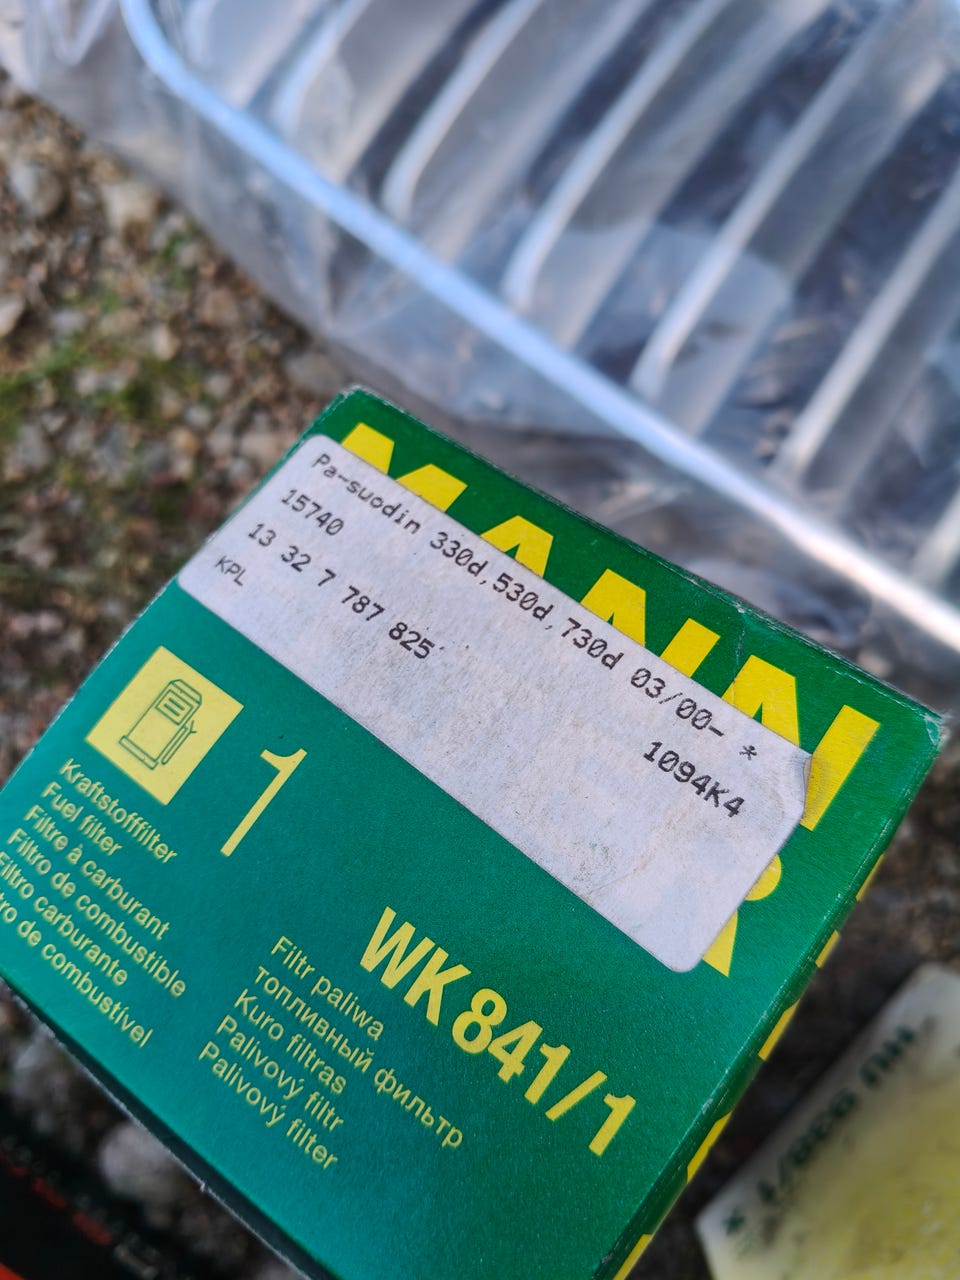 MANN
Pa-suodin 330d,530d,730d 03/00- *
15740
1094K4
13 32 7 787 825
KPL
1
Kraftstofffilter
Fuel filter
Filtre à carburant
Filtro de combustible
Filtro carburante
ro de combustível
WK 841/1
Filtr paliwa
Топливный фильтр
Kuro filtras
Palivový filtr
Palivový filter